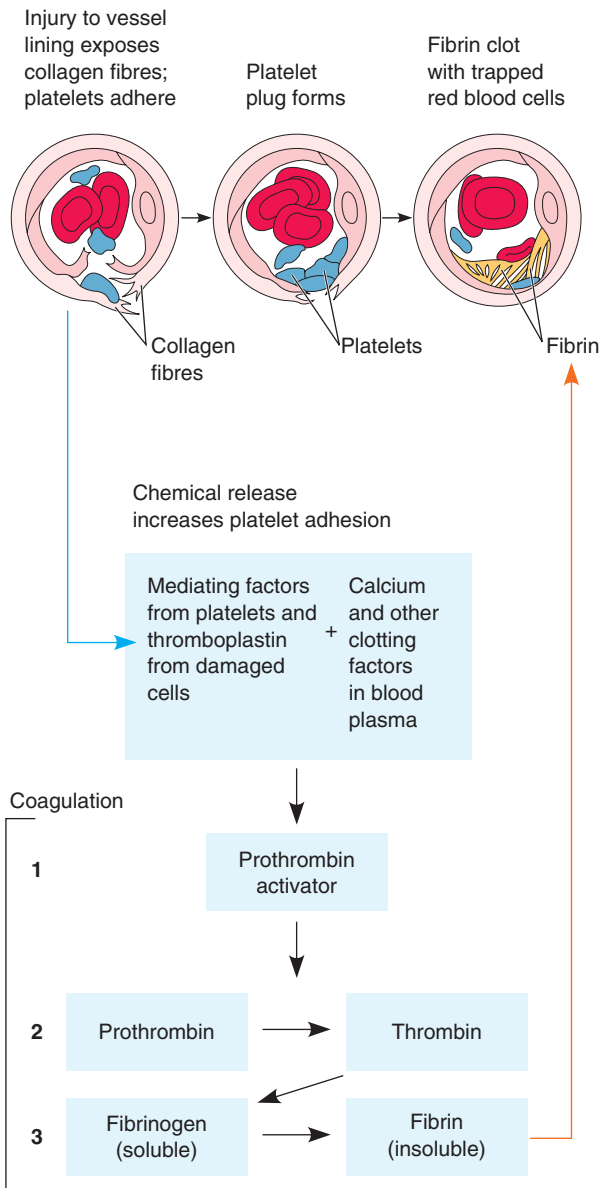 Injury to vessel
lining exposes
collagen fibres;
platelets adhere
Platelet
plug forms
Fibrin clot
with trapped
red blood cells
Collagen
fibres
Platelets
Fibrin
Chemical release
increases platelet adhesion
Mediating factors
from platelets and
thromboplastin
from damaged
cells
+
Calcium
and other
clotting
factors
in blood
plasma
Coagulation
1
Prothrombin
activator
2
Prothrombin
Thrombin
3
Fibrinogen
(soluble)
Fibrin
(insoluble)